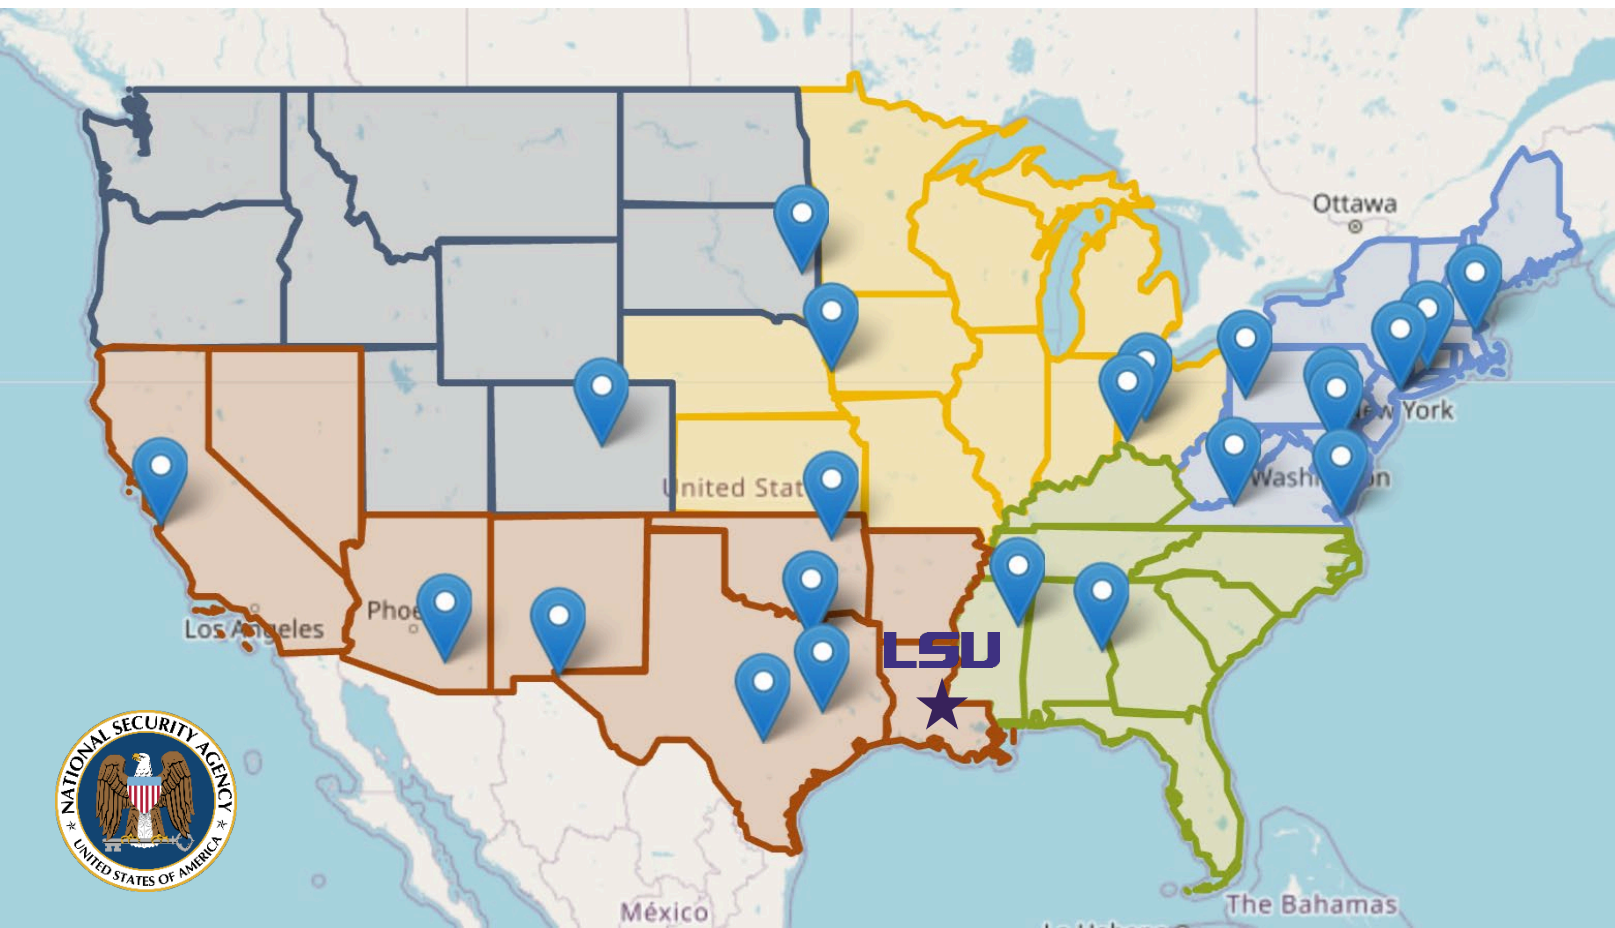 Ottawa
New York
Washi
on
United Stat
Phoe
Los Angeles
LSU
NATIONAL SECURITY AGENCY
UNITED STATES OF AMERICA
México
The Bahamas